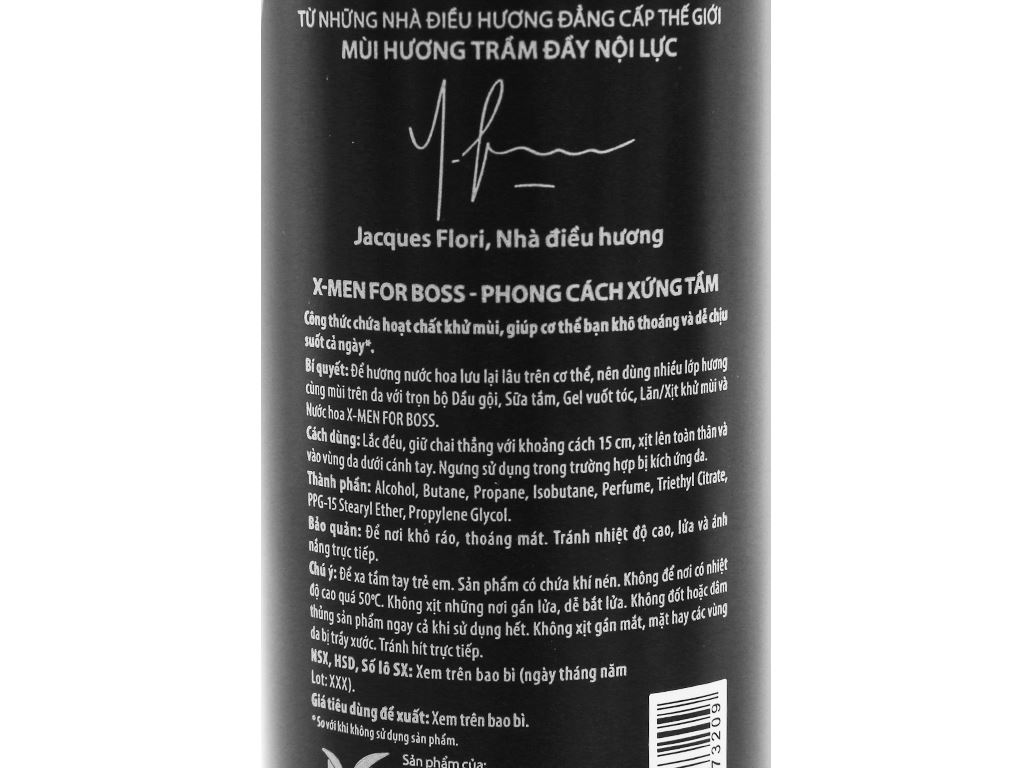 TỪ NHỮNG NHÀ ĐIỀU HƯƠNG ĐẲNG CẤP THẾ GIỚI
MÙI HƯƠNG TRẦM ĐẦY NỘI LỰC
Jacques Flori, Nhà điều hương
X-MEN FOR BOSS - PHONG CÁCH XỨNG TẦM
Công thức chứa hoạt chất khử mùi, giúp cơ thể bạn khô thoáng và dễ chịu
suốt cả ngày*.
Bí quyết: Để hương nước hoa lưu lại lâu trên cơ thể, nên dùng nhiều lớp hương
cùng mùi trên da với trọn bộ Dầu gội, Sữa tắm, Gel vuốt tóc, Lăn/Xịt khử mùi và
Nước hoa X-MEN FOR BOSS.
Cách dùng: Lắc đều, giữ chai thẳng với khoảng cách 15 cm, xịt lên toàn thân và
vào vùng da dưới cánh tay. Ngưng sử dụng trong trường hợp bị kích ứng da.
Thành phần: Alcohol, Butane, Propane, Isobutane, Perfume, Triethyl Citrate,
PPG-15 Stearyl Ether, Propylene Glycol.
Bảo quản: Để nơi khô ráo, thoáng mát. Tránh nhiệt độ cao, lửa và ánh
nắng trực tiếp.
Chú ý: Để xa tầm tay trẻ em. Sản phẩm có chứa khí nén. Không để nơi có nhiệt
độ cao quá 50°C. Không xịt những nơi gần lửa, dễ bắt lửa. Không đốt hoặc đâm
thủng sản phẩm ngay cả khi sử dụng hết. Không xịt gần mắt, mặt hay các vùng
da bị trầy xước. Tránh hít trực tiếp.
NSX, HSD, Số lô SX: Xem trên bao bì (ngày tháng năm
Lot: XXX).
Giá tiêu dùng đề xuất: Xem trên bao bì.
*So với khi không sử dụng sản phẩm.
Sản phẩm của:
73209